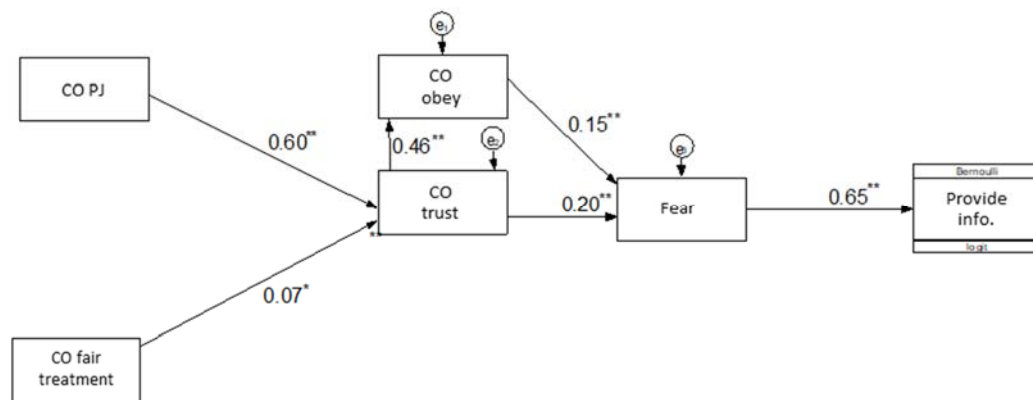 e₁
CO PJ
CO
obey
0.60**
0.46**
e₂
0.15**
e₃
CO
trust
**
0.20**
Fear
0.65**
Bernoulli
Provide
info.
logit
0.07*
CO fair
treatment